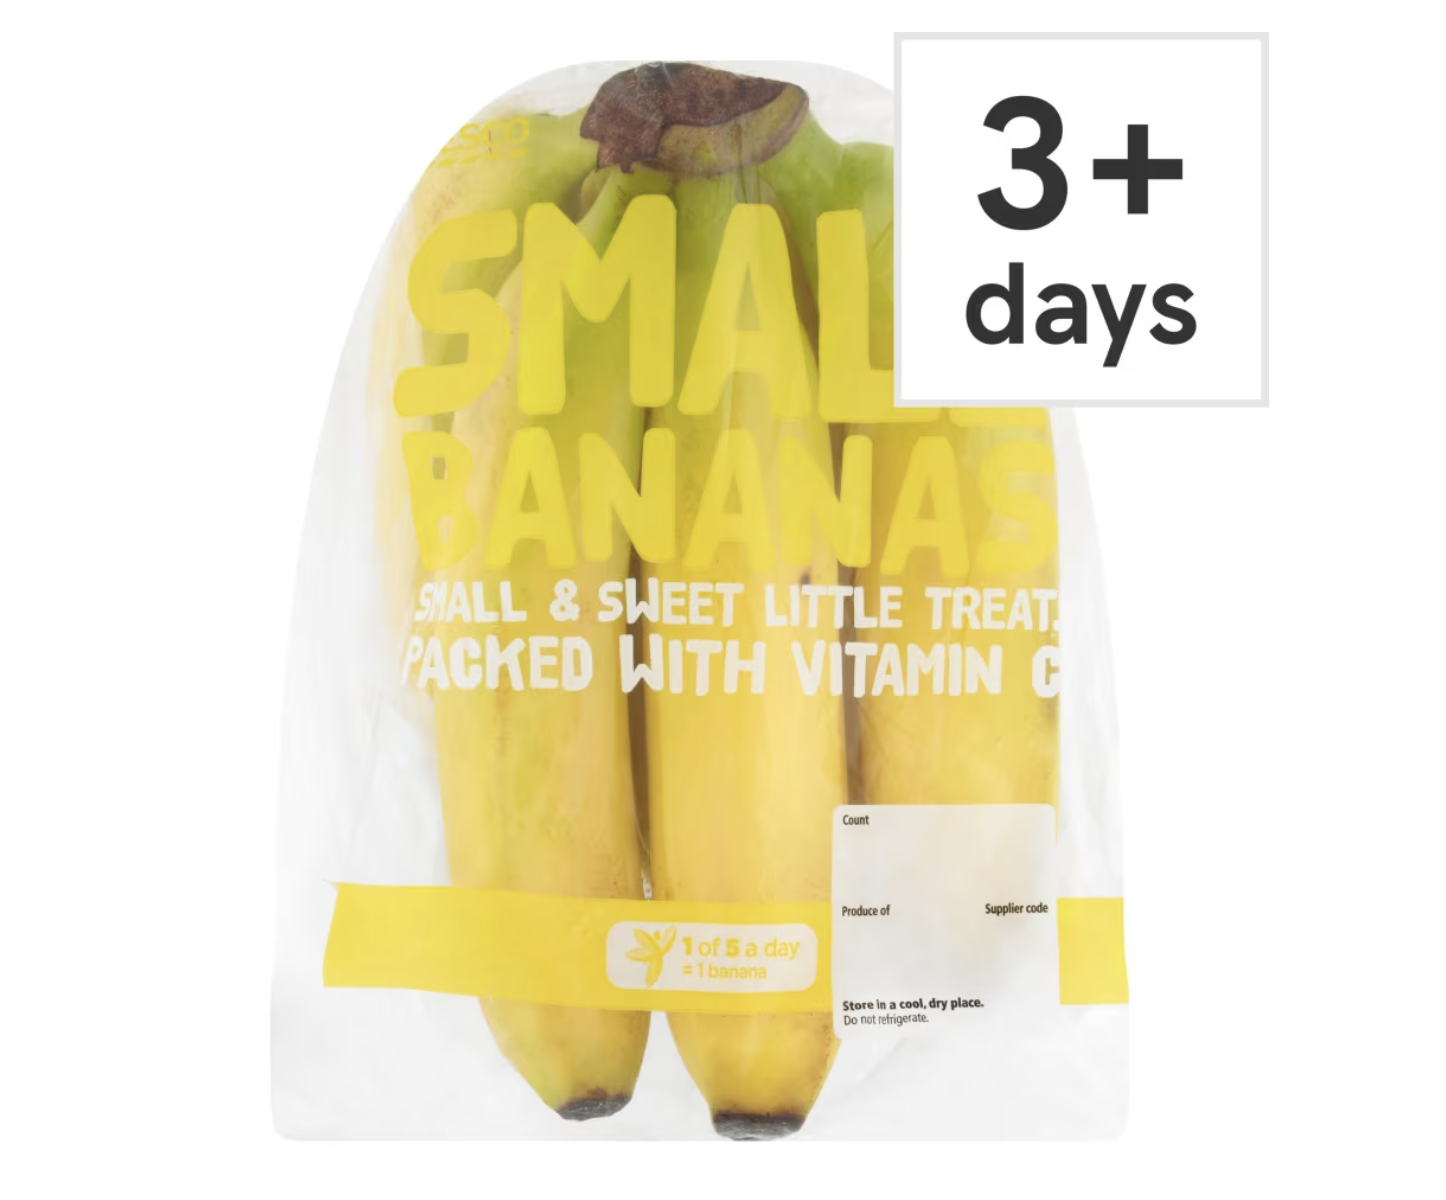 3+
days
SMALL
BANANAS
SMALL & SWEET LITTLE TREAT.
PACKED WITH VITAMIN C
Count
Produce of Supplier code
1 of 5 a day
= 1 banana
Store in a cool, dry place.
Do not refrigerate.